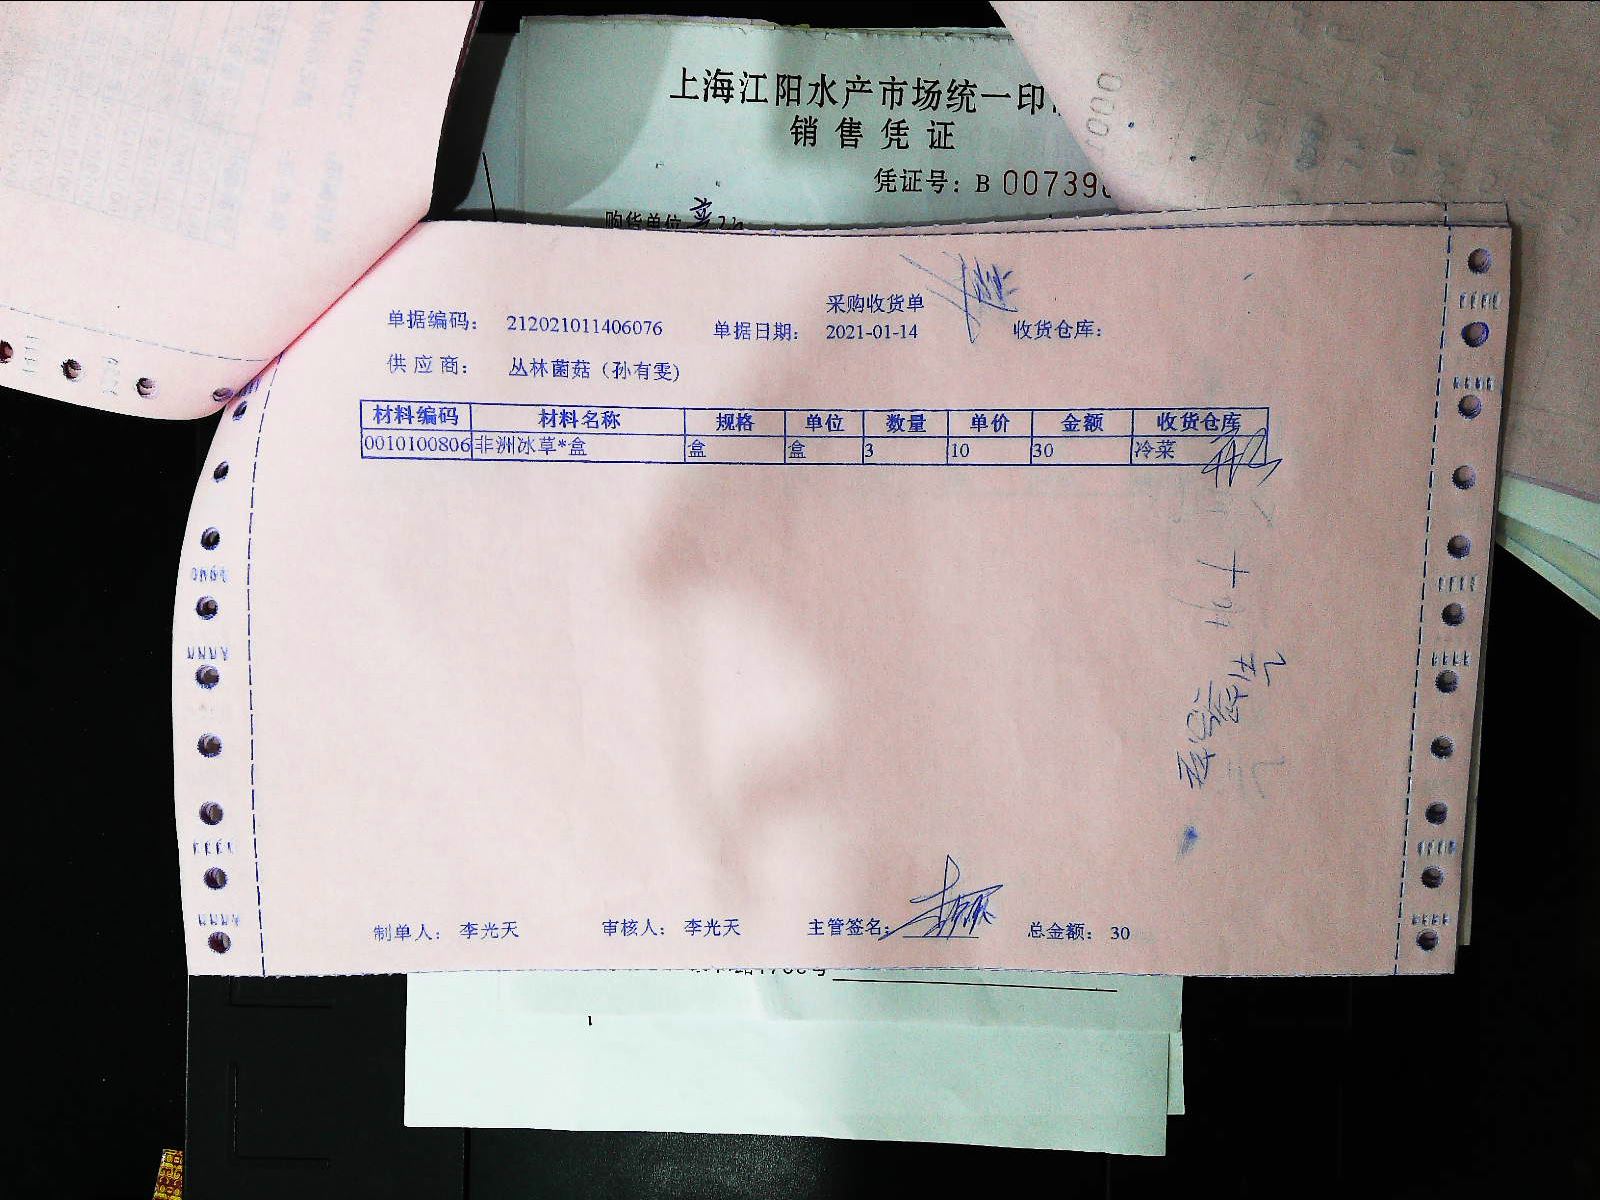 上海江阳水产市场统一印
销售凭证
凭证号：B 00739
购货单位
采购收货单
单据编码： 212021011406076 单据日期： 2021-01-14 收货仓库：
供应商： 丛林菌菇（孙有雯）
材料编码 材料名称 规格 单位 数量 单价 金额 收货仓库
0010100806 非洲冰草*盒 盒 盒 3 10 30 冷菜
制单人： 李光天 审核人： 李光天 主管签名： 总金额： 30